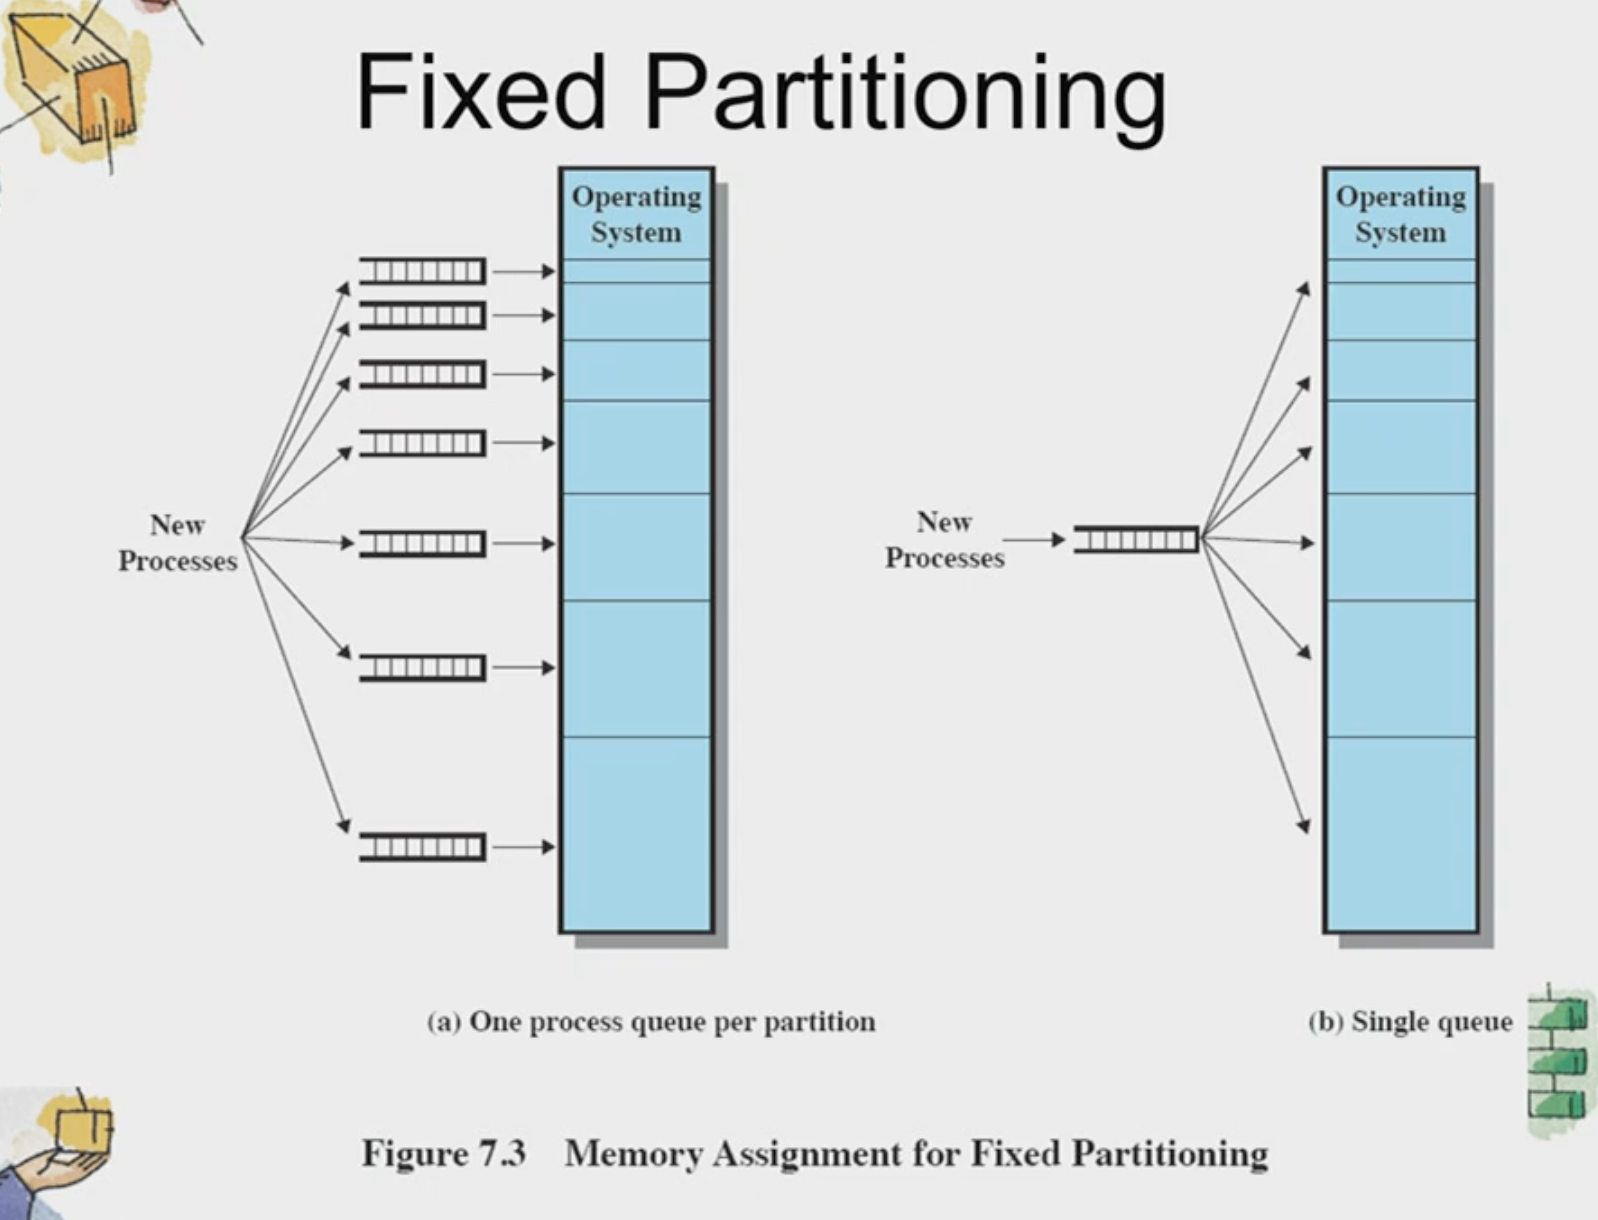 Fixed Partitioning
Operating
System
New
Processes
(a) One process queue per partition
Operating
System
New
Processes
(b) Single queue
Figure 7.3 Memory Assignment for Fixed Partitioning